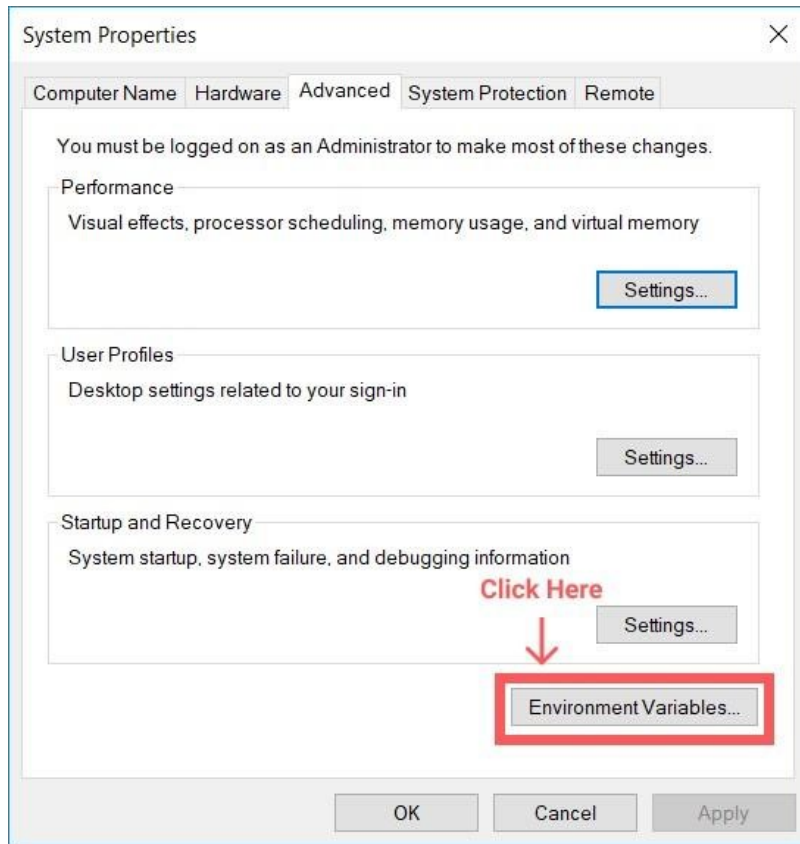 System Properties
Computer Name Hardware Advanced System Protection Remote
You must be logged on as an Administrator to make most of these changes.
Performance
Visual effects, processor scheduling, memory usage, and virtual memory
Settings...
User Profiles
Desktop settings related to your sign-in
Settings...
Startup and Recovery
System startup, system failure, and debugging information
Click Here
Settings...
Environment Variables...
OK Cancel Apply